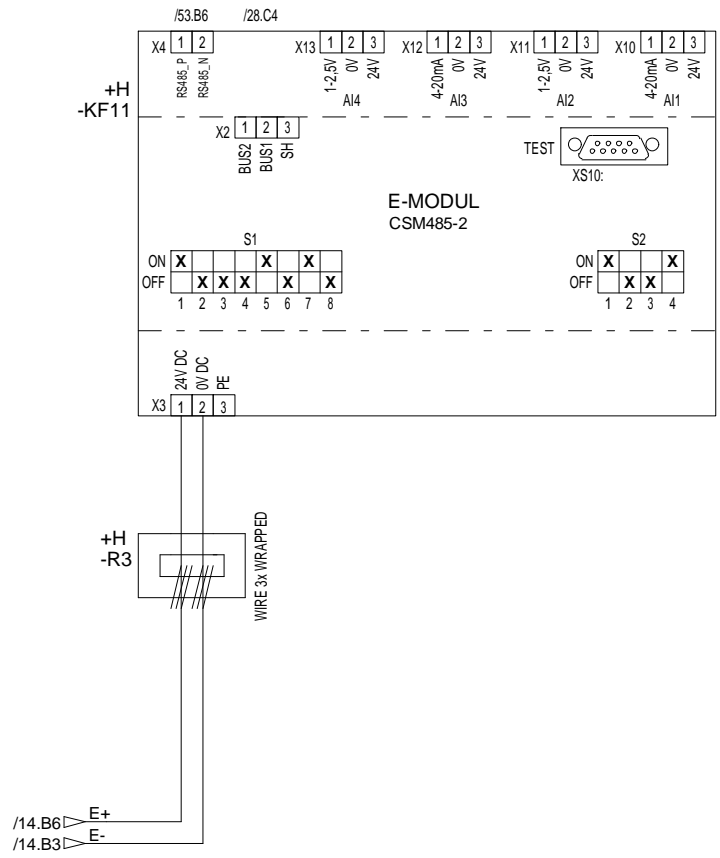 /53.B6 /28.C4
X4 1 2 X13 1 2 3 X12 1 2 3 X11 1 2 3 X10 1 2 3
RS485_P RS485_N 1-2,5V 0V 24V 4-20mA 0V 24V 1-2,5V 0V 24V 4-20mA 0V 24V
AI4 AI3 AI2 AI1
+H
-KF11
X2 1 2 3
BUS2 BUS1 SH
TEST
XS10:
E-MODUL
CSM485-2
S1 S2
ON X X X ON X X
OFF X X X X X OFF X X
1 2 3 4 5 6 7 8 1 2 3 4
24V DC 0V DC PE
X3 1 2 3
+H
-R3
WIRE 3x WRAPPED
/14.B6 E+
/14.B3 E-